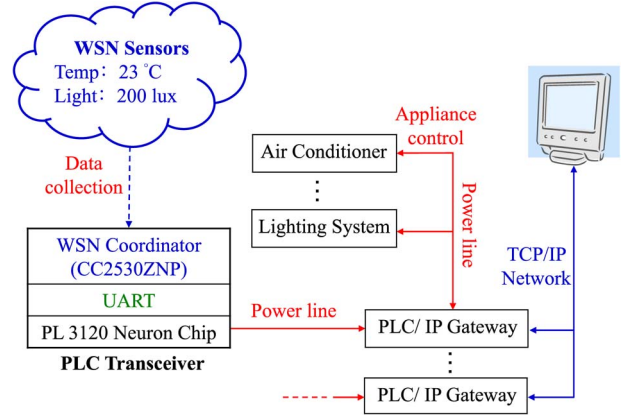 WSN Sensors
Temp: 23 °C
Light: 200 lux
Data
collection
WSN Coordinator
(CC2530ZNP)
UART
PL 3120 Neuron Chip
PLC Transceiver
Power line
Appliance
control
Air Conditioner
⋮
Lighting System
Power line
TCP/IP
Network
PLC/ IP Gateway
⋮
PLC/ IP Gateway